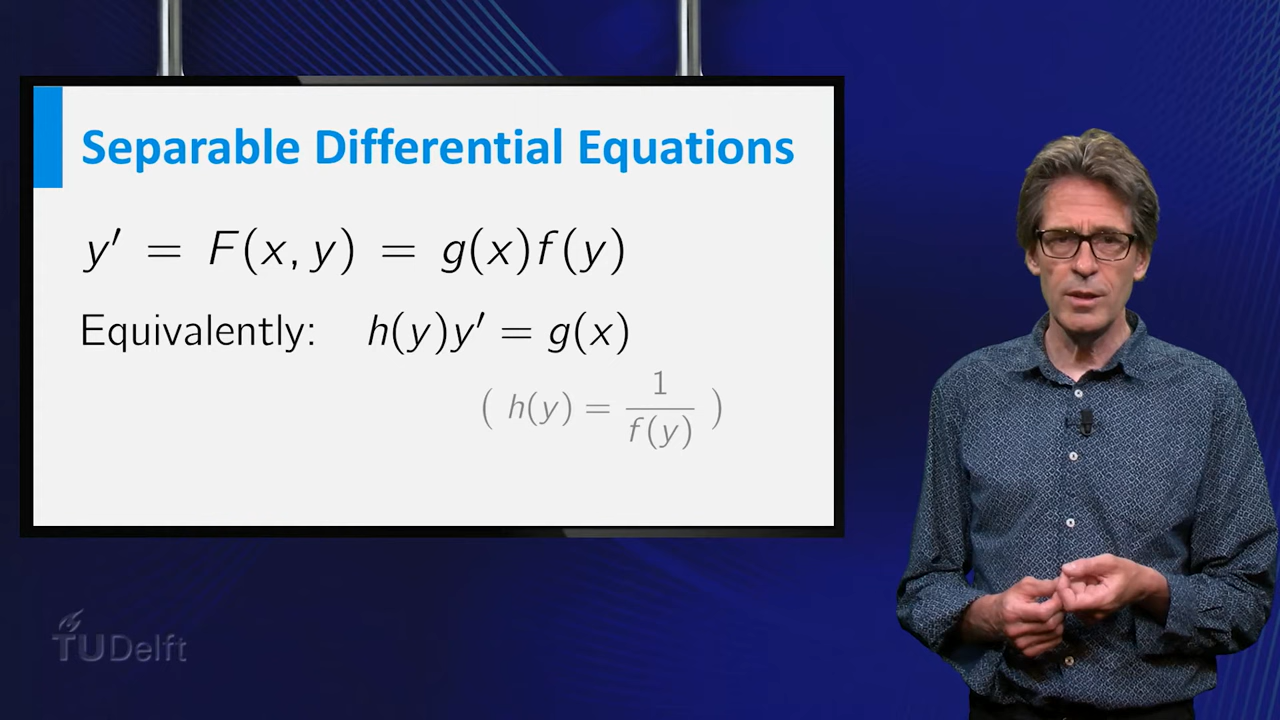 Separable Differential Equations
y′ = F(x, y) = g(x)f(y)
Equivalently: h(y)y′ = g(x)
( h(y) = 1/f(y) )
TUDelft